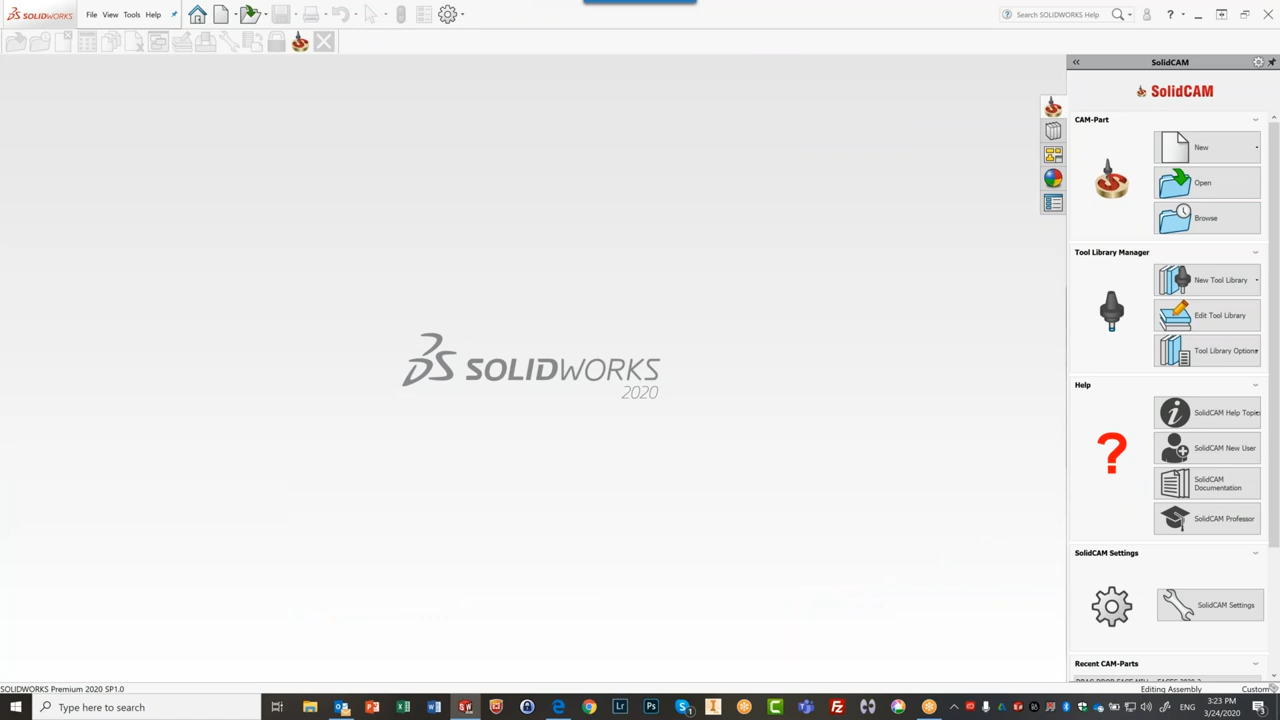 SOLIDWORKS File View Tools Help Search SOLIDWORKS Help ?
SolidCAM
SolidCAM
CAM-Part
New
Open
Browse
Tool Library Manager
New Tool Library
Edit Tool Library
Tool Library Options
Help
SolidCAM Help Topic
SolidCAM New User
SolidCAM
Documentation
SolidCAM Professor
SolidCAM Settings
SolidCAM Settings
Recent CAM-Parts
SOLIDWORKS
2020
SOLIDWORKS Premium 2020 SP1.0 Editing Assembly Custom
Type here to search
3:23 PM
3/24/2020